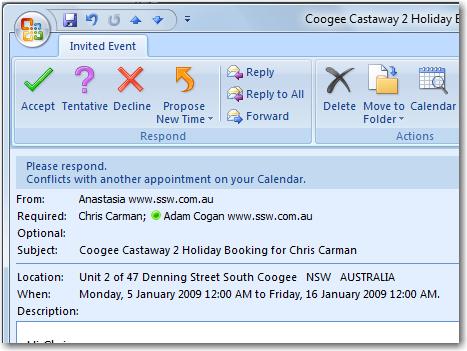 Coogee Castaway 2 Holiday B
Invited Event
Accept
Tentative
Decline
Propose
New Time
Reply
Reply to All
Forward
Delete
Move to
Folder
Calendar
Respond
Actions
Please respond.
Conflicts with another appointment on your Calendar.
From: Anastasia www.ssw.com.au
Required: Chris Carman; Adam Cogan www.ssw.com.au
Optional:
Subject: Coogee Castaway 2 Holiday Booking for Chris Carman
Location: Unit 2 of 47 Denning Street South Coogee NSW AUSTRALIA
When: Monday, 5 January 2009 12:00 AM to Friday, 16 January 2009 12:00 AM.
Description: